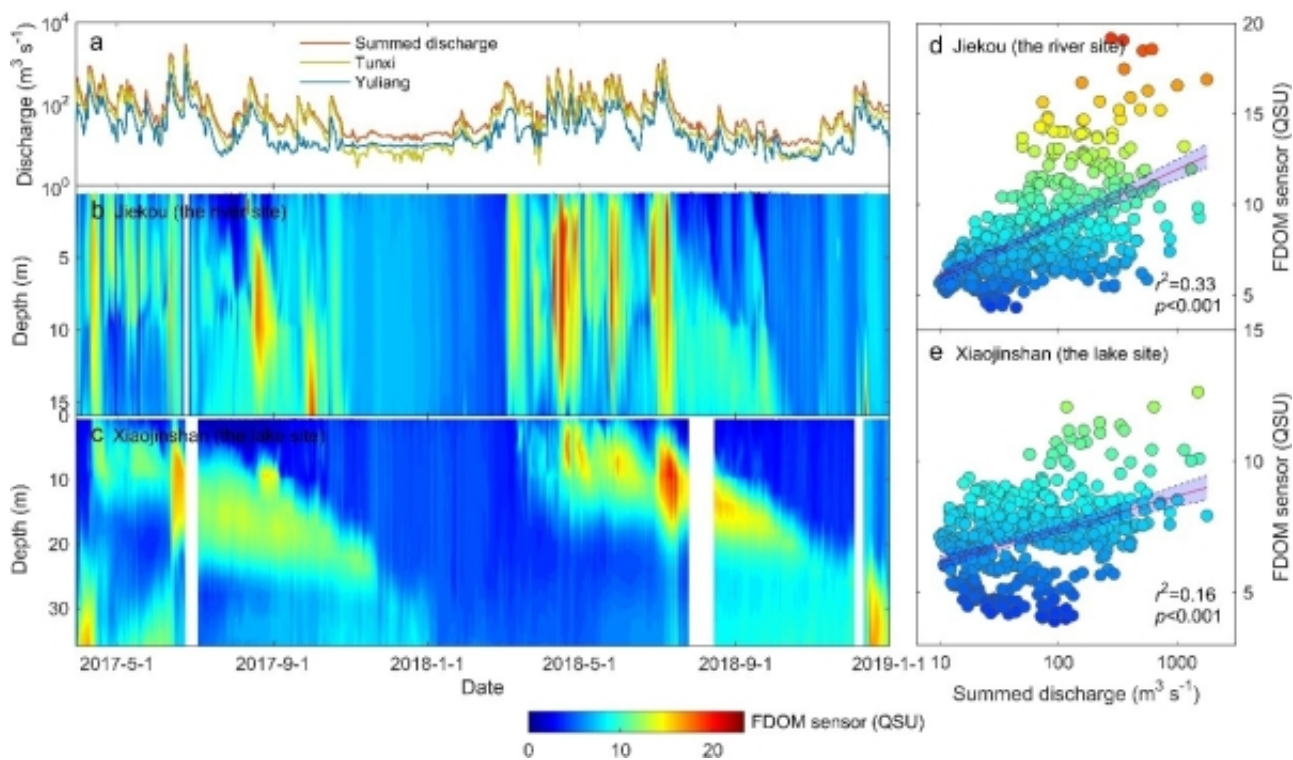 a
Summed discharge
Tunxi
Yuliang
Discharge (m³ s⁻¹)
10⁴
10²
10⁰
b Jiekou (the river site)
Depth (m)
5
10
15
c Xiaojinshan (the lake site)
Depth (m)
0
10
20
30
2017-5-1 2017-9-1 2018-1-1 2018-5-1 2018-9-1 2019-1-1
Date
FDOM sensor (QSU)
0 10 20
d Jiekou (the river site)
20
15
10
5
FDOM sensor (QSU)
r²=0.33
p<0.001
e Xiaojinshan (the lake site)
15
10
5
FDOM sensor (QSU)
r²=0.16
p<0.001
10 100 1000
Summed discharge (m³ s⁻¹)